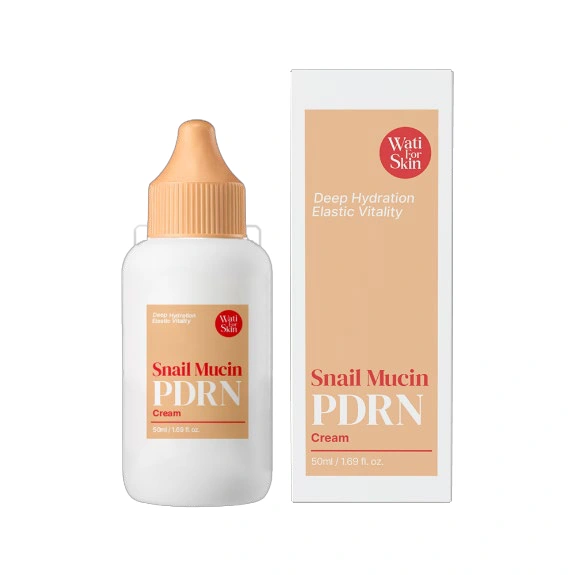 Deep Hydration
Elastic Vitality
Wati
For
Skin
Snail Mucin
PDRN
Cream
50ml / 1.69 fl. oz.
Wati
For
Skin
Deep Hydration
Elastic Vitality
Snail Mucin
PDRN
Cream
50ml / 1.69 fl. oz.